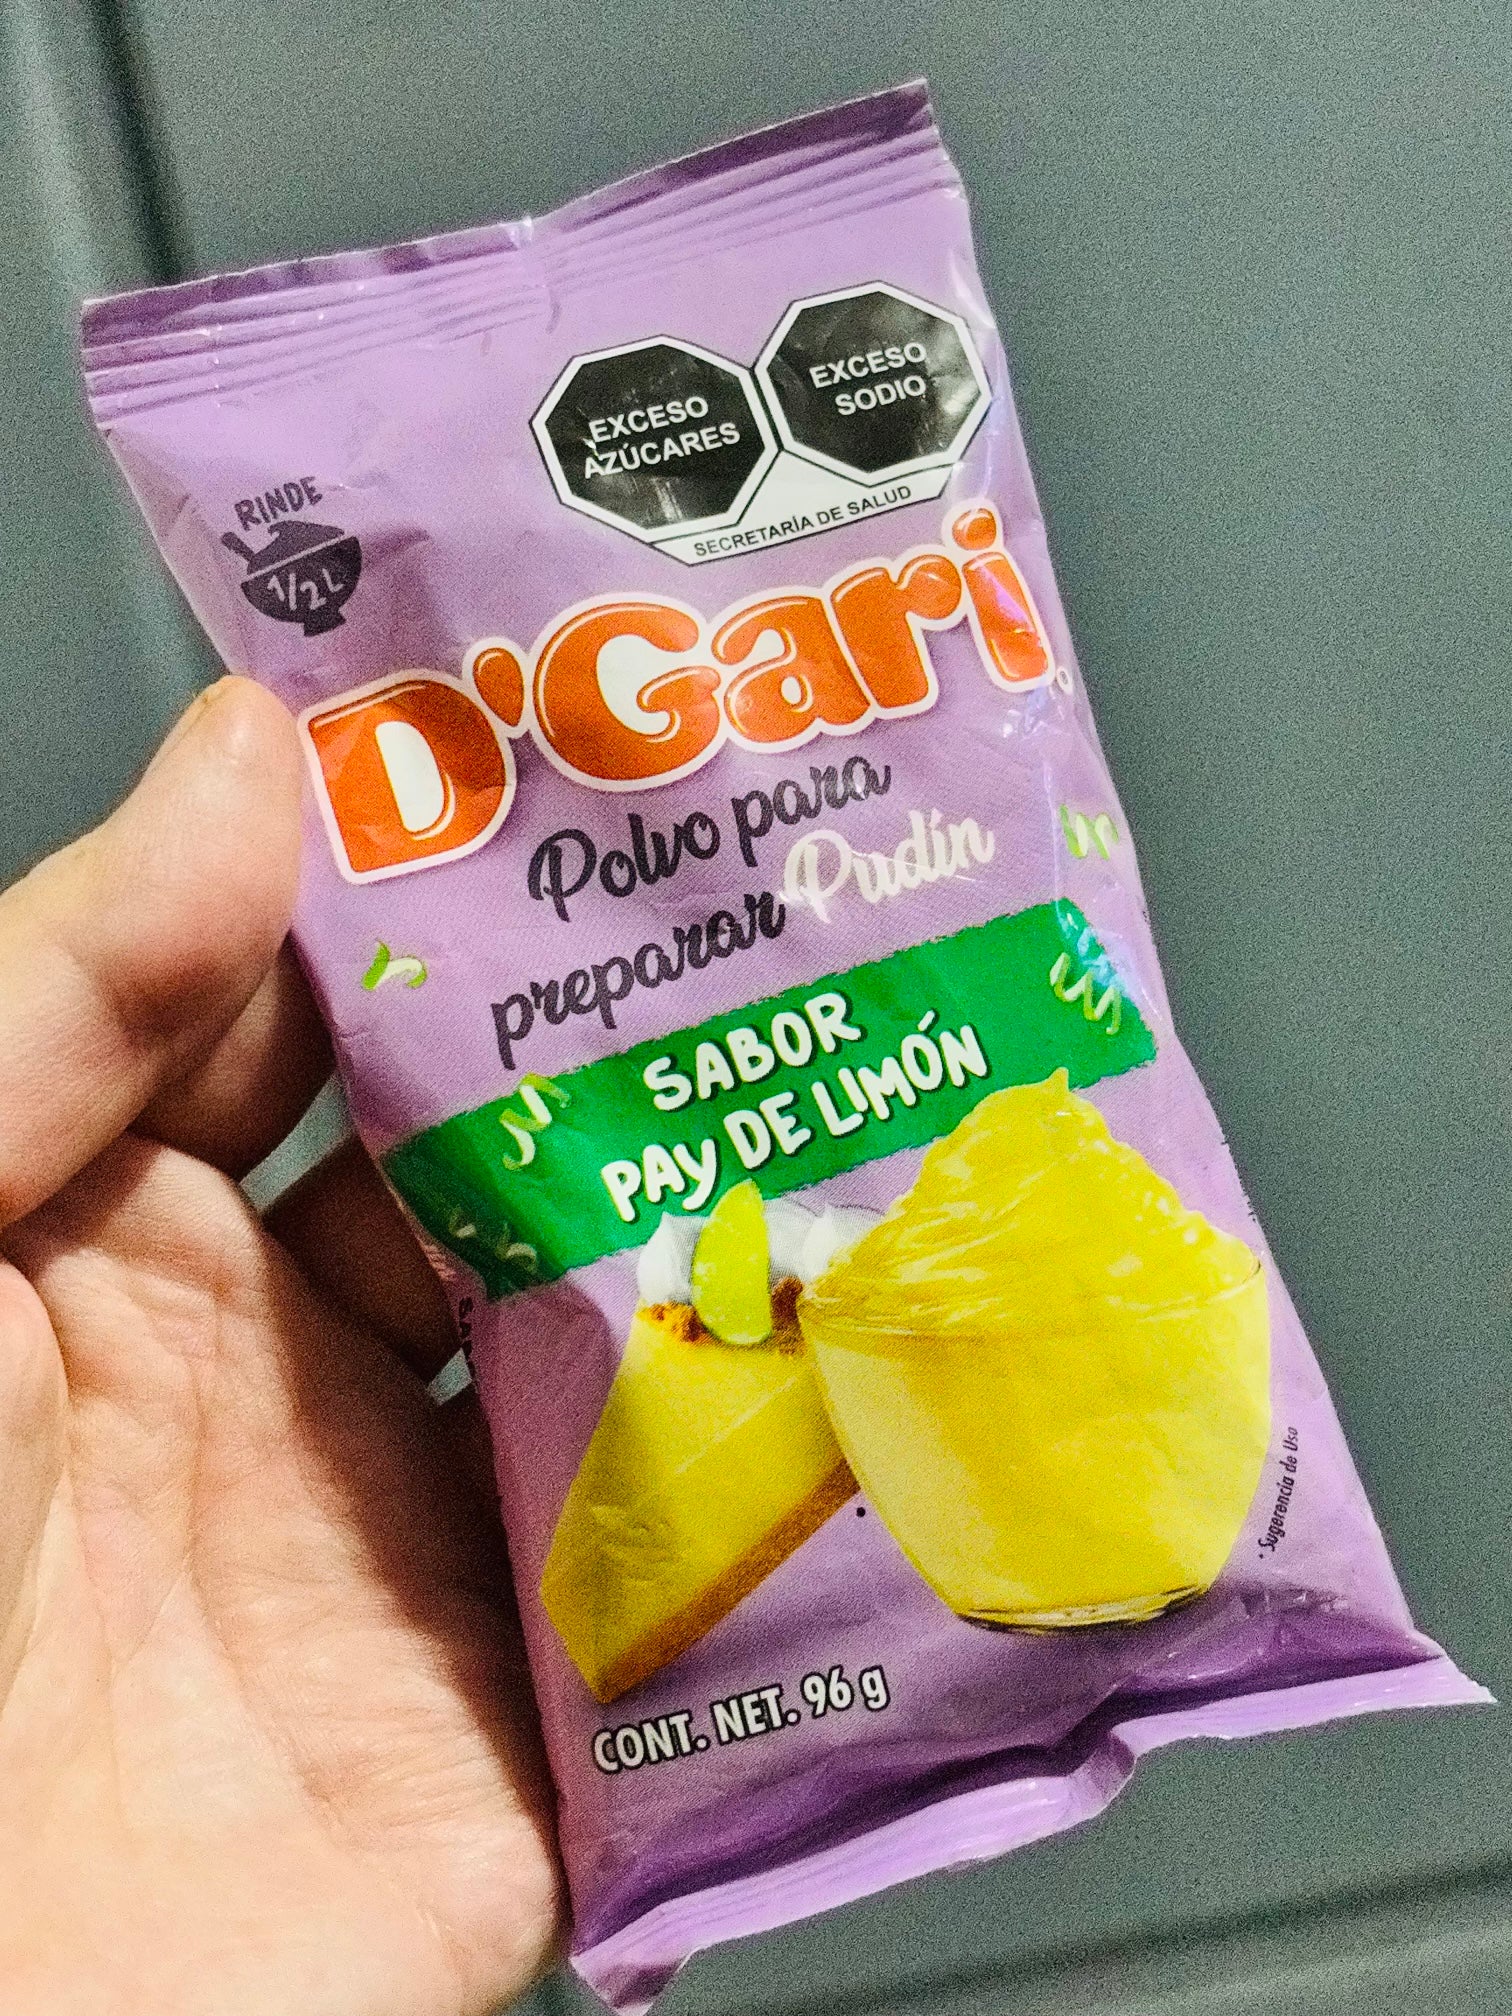 EXCESO
AZÚCARES
EXCESO
SODIO
SECRETARÍA DE SALUD
RINDE
1/2 L
D'Gari
Polvo para
preparar Pudín
SABOR
PAY DE LIMÓN
* Sugerencia de Uso
CONT. NET. 96 g